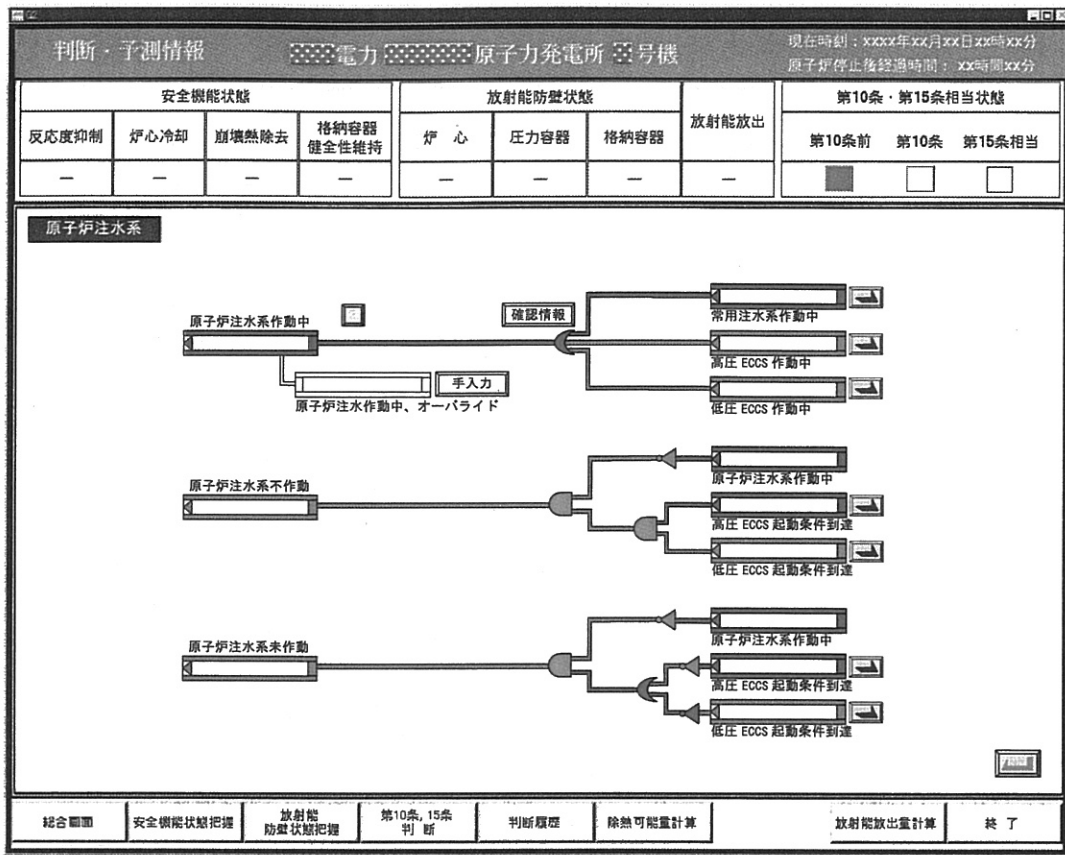 判断・予測情報
電力 原子力発電所 号機
現在時刻：xxxx年xx月xx日xx時xx分
原子炉停止後経過時間： xx時間xx分
安全機能状態
放射能防壁状態
放射能放出
第10条・第15条相当状態
反応度抑制 炉心冷却 崩壊熱除去 格納容器
健全性維持
炉 心 圧力容器 格納容器
第10条前 第10条 第15条相当
— — — — — — — —
原子炉注水系
原子炉注水系作動中
確認情報
常用注水系作動中
高圧 ECCS 作動中
手入力
原子炉注水作動中、オーバライド
低圧 ECCS 作動中
原子炉注水系作動中
原子炉注水系不作動
高圧 ECCS 起動条件到達
低圧 ECCS 起動条件到達
原子炉注水系作動中
原子炉注水系未作動
高圧 ECCS 起動条件到達
低圧 ECCS 起動条件到達
総合画面
安全機能状態把握
放射能
防壁状態把握
第10条, 15条
判 断
判断履歴
除熱可能量計算
放射能放出量計算
終 了